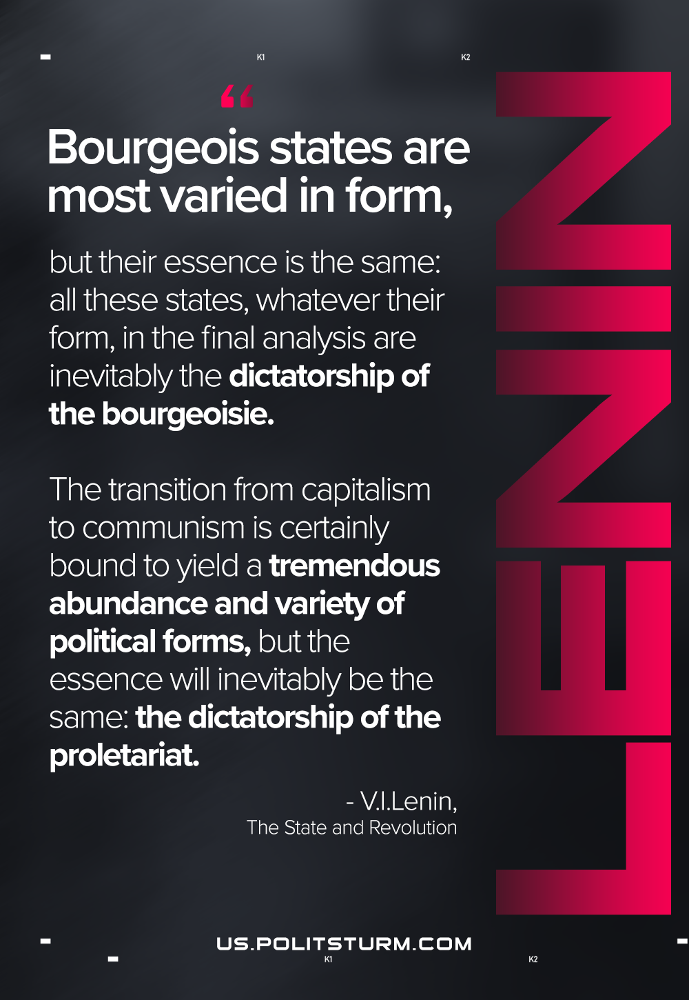 K1
K2
“
Bourgeois states are
most varied in form,
but their essence is the same:
all these states, whatever their
form, in the final analysis are
inevitably the dictatorship of
the bourgeoisie.
The transition from capitalism
to communism is certainly
bound to yield a tremendous
abundance and variety of
political forms, but the
essence will inevitably be the
same: the dictatorship of the
proletariat.
- V.I.Lenin,
The State and Revolution
LENIN
US.POLITSTURM.COM
K1
K2